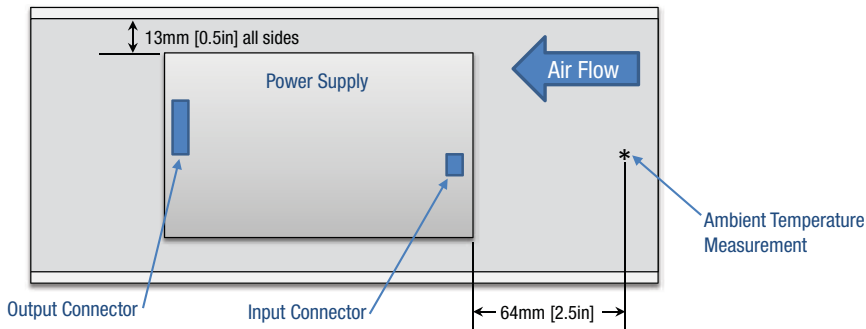 13mm [0.5in] all sides
Power Supply
Air Flow
*
Ambient Temperature
Measurement
Output Connector
Input Connector
64mm [2.5in]